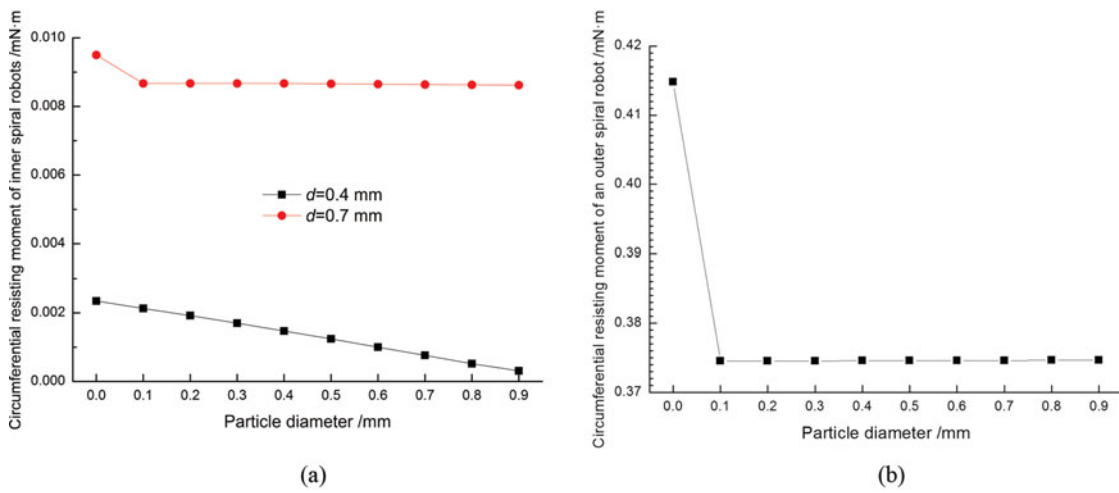 Circumferential resisting moment of inner spiral robots /mN·m
0.010
0.008
0.006
0.004
0.002
0.000
d=0.4 mm
d=0.7 mm
0.0 0.1 0.2 0.3 0.4 0.5 0.6 0.7 0.8 0.9
Particle diameter /mm
(a)
Circumferential resisting moment of an outer spiral robot/mN·m
0.42
0.41
0.40
0.39
0.38
0.37
0.0 0.1 0.2 0.3 0.4 0.5 0.6 0.7 0.8 0.9
Particle diameter /mm
(b)